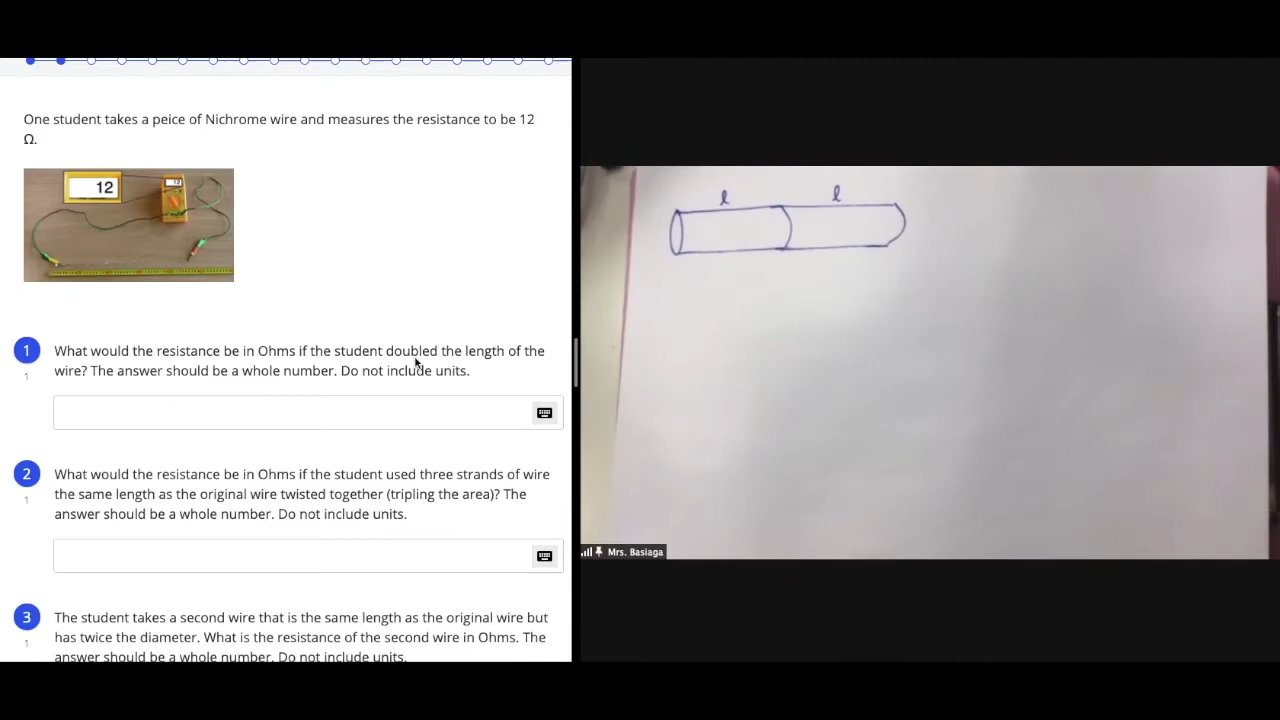 One student takes a peice of Nichrome wire and measures the resistance to be 12
Ω.
12
12
1
What would the resistance be in Ohms if the student doubled the length of the
wire? The answer should be a whole number. Do not include units.
1
2
What would the resistance be in Ohms if the student used three strands of wire
the same length as the original wire twisted together (tripling the area)? The
answer should be a whole number. Do not include units.
1
3
The student takes a second wire that is the same length as the original wire but
has twice the diameter. What is the resistance of the second wire in Ohms. The
answer should be a whole number. Do not include units.
1
l l
Mrs. Basiaga